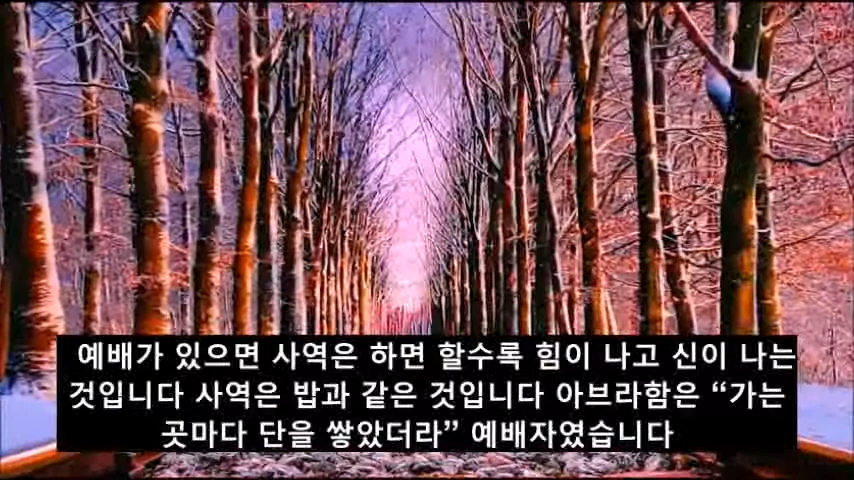 예배가 있으면 사역은 하면 할수록 힘이 나고 신이 나는
것입니다 사역은 밥과 같은 것입니다 아브라함은 “가는
곳마다 단을 쌓았더라” 예배자였습니다